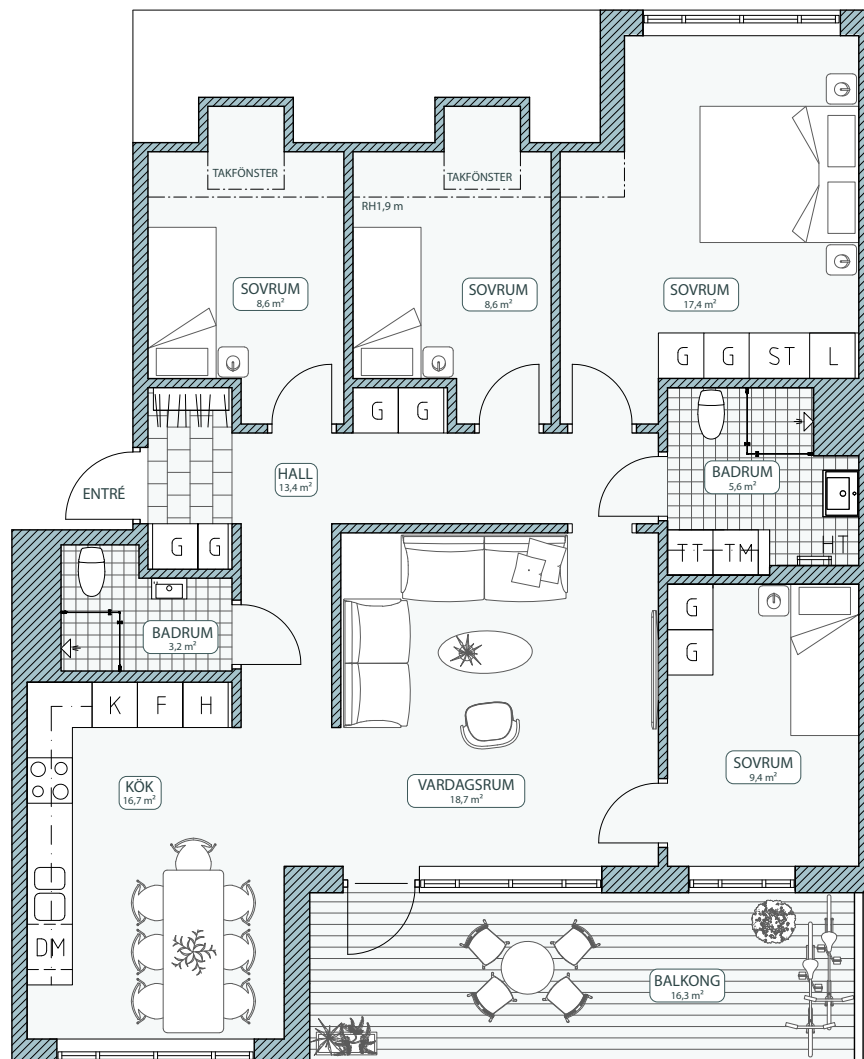 TAKFÖNSTER
TAKFÖNSTER
RH1,9 m
SOVRUM
8,6 m²
SOVRUM
8,6 m²
SOVRUM
17,4 m²
G G ST L
G G
ENTRÉ
HALL
13,4 m²
BADRUM
5,6 m²
G G
TT TM
HT
BADRUM
3,2 m²
G
G
K F H
SOVRUM
9,4 m²
KÖK
16,7 m²
VARDAGSRUM
18,7 m²
DM
BALKONG
16,3 m²